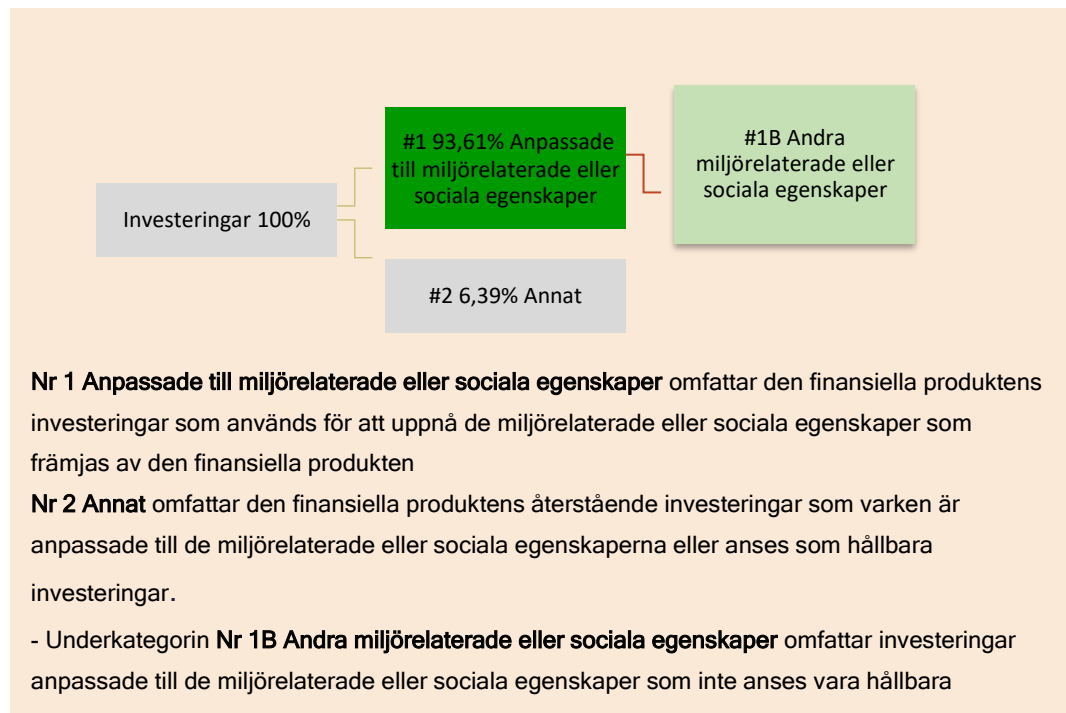 Investeringar 100%
#1 93,61% Anpassade
till miljörelaterade eller
sociala egenskaper
#1B Andra
miljörelaterade eller
sociala egenskaper
#2 6,39% Annat
Nr 1 Anpassade till miljörelaterade eller sociala egenskaper omfattar den finansiella produktens
investeringar som används för att uppnå de miljörelaterade eller sociala egenskaper som
främjas av den finansiella produkten
Nr 2 Annat omfattar den finansiella produktens återstående investeringar som varken är
anpassade till de miljörelaterade eller sociala egenskaperna eller anses som hållbara
investeringar.
- Underkategorin Nr 1B Andra miljörelaterade eller sociala egenskaper omfattar investeringar
anpassade till de miljörelaterade eller sociala egenskaper som inte anses vara hållbara